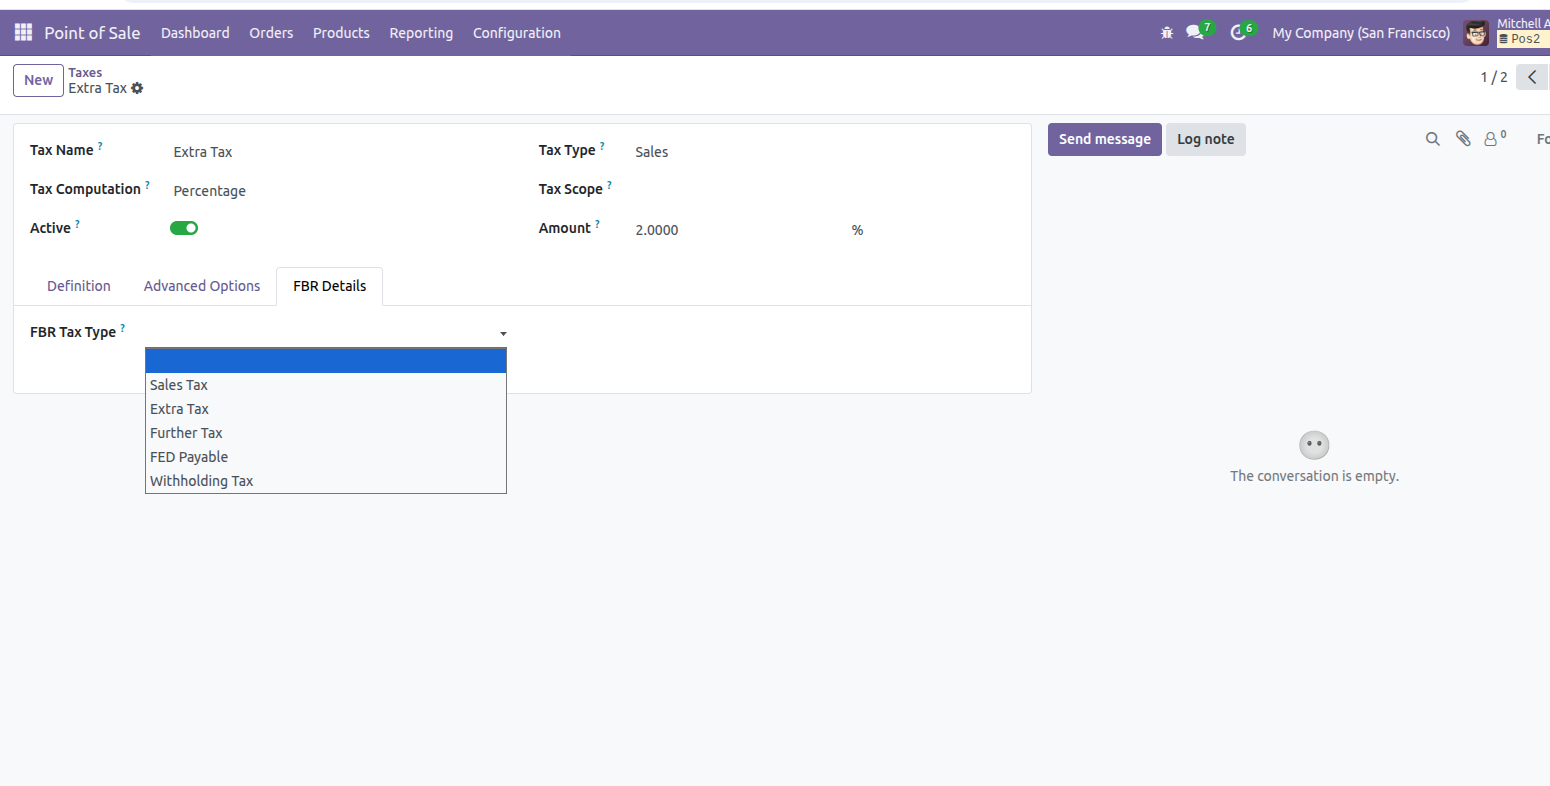 Point of Sale Dashboard Orders Products Reporting Configuration 7 6 My Company (San Francisco) Mitchell A
Pos2
New Taxes
Extra Tax
1 / 2
Tax Name ? Extra Tax Tax Type ? Sales
Tax Computation ? Percentage Tax Scope ?
Active ? Amount ? 2.0000 %
Send message Log note 0 Fo
Definition Advanced Options FBR Details
FBR Tax Type ?
Sales Tax
Extra Tax
Further Tax
FED Payable
Withholding Tax
The conversation is empty.